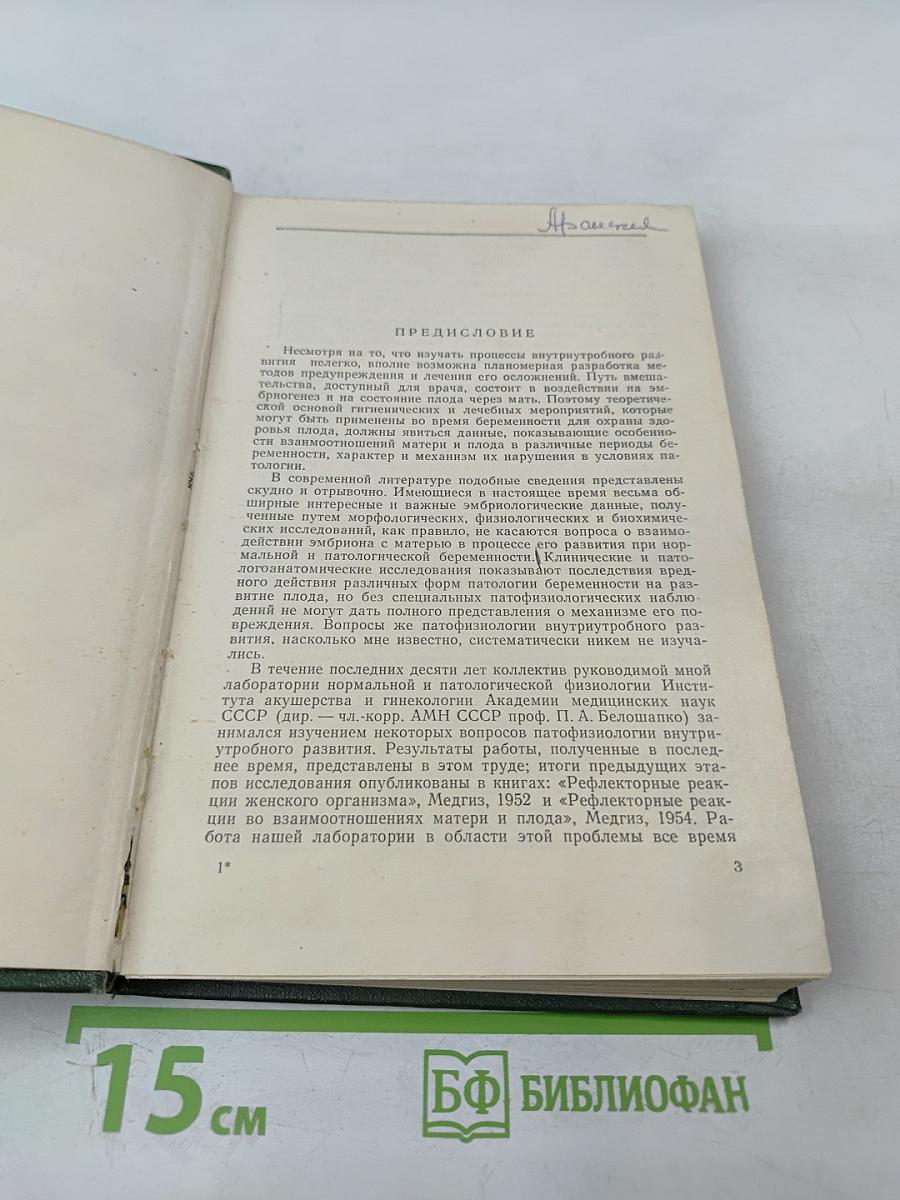 ПРЕДИСЛОВИЕ
Несмотря на то, что изучать процессы внутриутробного раз-
вития нелегко, вполне возможна планомерная разработка ме-
тодов предупреждения и лечения его осложнений. Путь вмеша-
тельства, доступный для врача, состоит в воздействии на эм-
бриогенез и на состояние плода через мать. Поэтому теоретиче-
ской основой гигиенических и лечебных мероприятий, которые
могут быть применены во время беременности для охраны здо-
ровья плода, должны явиться данные, показывающие особенно-
сти взаимоотношений матери и плода в различные периоды бе-
ременности, характер и механизм их нарушения в условиях па-
тологии.
В современной литературе подобные сведения представлены
скудно и отрывочно. Имеющиеся в настоящее время весьма об-
ширные интересные и важные эмбриологические данные, полу-
ченные путем морфологических, физиологических и биохимиче-
ских исследований, как правило, не касаются вопроса о взаимо-
действии эмбриона с матерью в процессе его развития при нор-
мальной и патологической беременности. Клинические и пато-
логоанатомические исследования показывают последствия вред-
ного действия различных форм патологии беременности на раз-
витие плода, но без специальных патофизиологических наблю-
дений не могут дать полного представления о механизме его по-
вреждения. Вопросы же патофизиологии внутриутробного раз-
вития, насколько мне известно, систематически никем не изуча-
лись.
В течение последних десяти лет коллектив руководимой мной
лаборатории нормальной и патологической физиологии Инсти-
тута акушерства и гинекологии Академии медицинских наук
СССР (дир. — чл.-корр. АМН СССР проф. П. А. Белошапко) за-
нимался изучением некоторых вопросов патофизиологии внутри-
утробного развития. Результаты работы, полученные в послед-
нее время, представлены в этом труде; итоги предыдущих эта-
пов исследования опубликованы в книгах: «Рефлекторные реак-
ции женского организма», Медгиз, 1952 и «Рефлекторные реак-
ции во взаимоотношениях матери и плода», Медгиз, 1954. Ра-
бота нашей лаборатории в области этой проблемы все время
1* 3
15 см
БФ БИБЛИОФАН